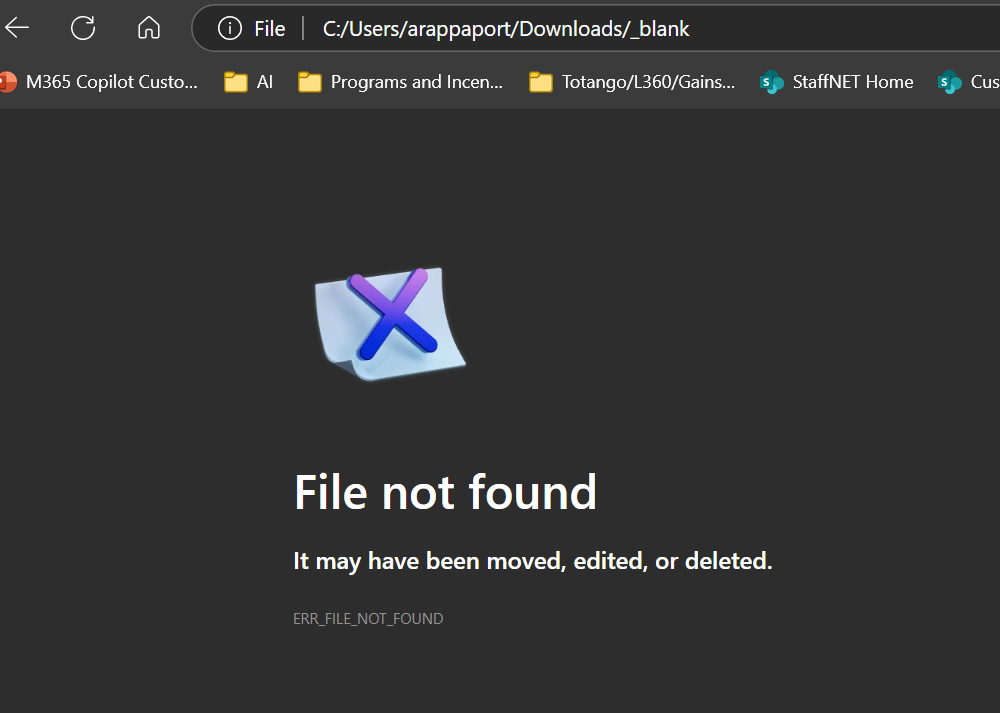 File C:/Users/arappaport/Downloads/_blank
M365 Copilot Custo... AI Programs and Incen... Totango/L360/Gains... StaffNET Home Cus
File not found
It may have been moved, edited, or deleted.
ERR_FILE_NOT_FOUND